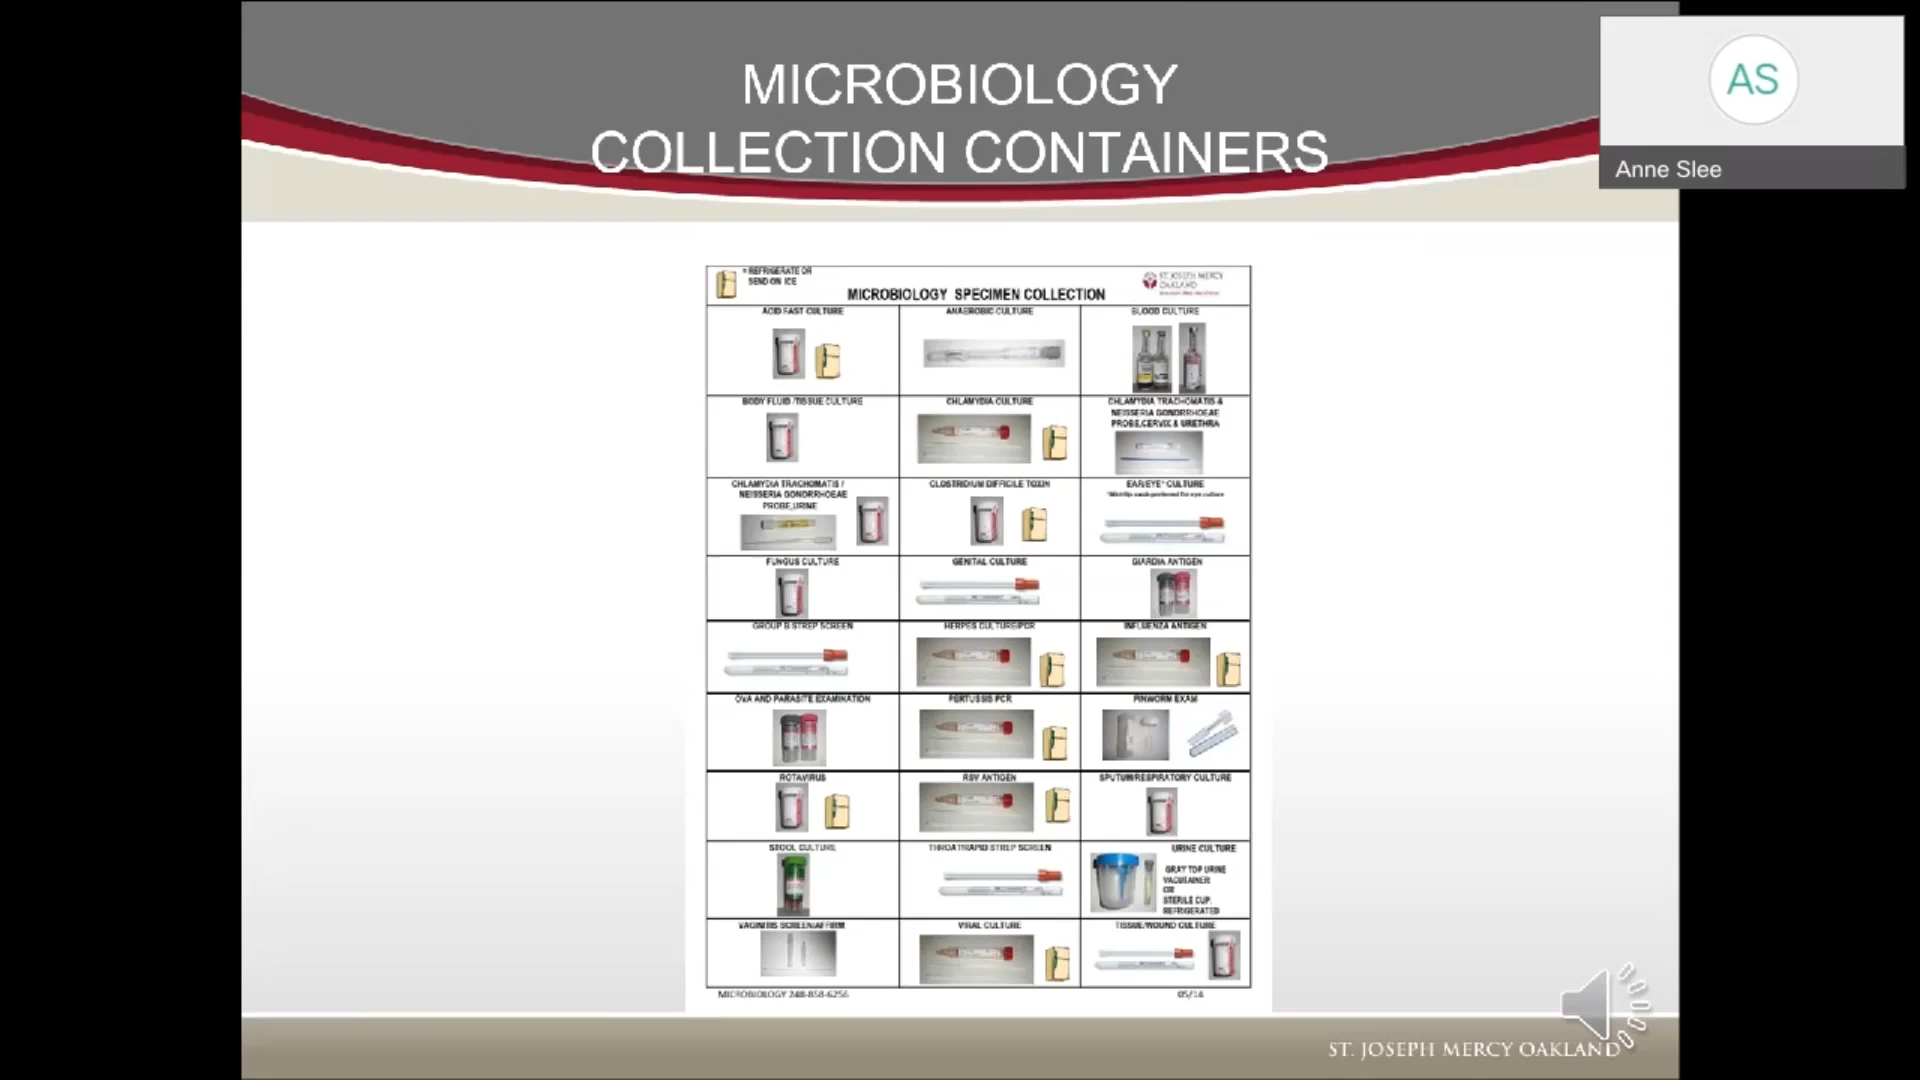 MICROBIOLOGY
COLLECTION CONTAINERS
AS
Anne Slee
= REFRIGERATE OR
SEND ON ICE
ST. JOSEPH MERCY
OAKLAND
MICROBIOLOGY SPECIMEN COLLECTION
ACID FAST CULTURE
ANAEROBIC CULTURE
BLOOD CULTURE
BODY FLUID /TISSUE CULTURE
CHLAMYDIA CULTURE
CHLAMYDIA TRACHOMATIS &
NEISSERIA GONORRHOEAE
PROBE,CERVIX & URETHRA
CHLAMYDIA TRACHOMATIS /
NEISSERIA GONORRHOEAE
PROBE,URINE
CLOSTRIDIUM DIFFICILE TOXIN
EAR/EYE* CULTURE
swab preferred for eye culture
FUNGUS CULTURE
GENITAL CULTURE
GIARDIA ANTIGEN
GROUP B STREP SCREEN
HERPES CULTURE/PCR
INFLUENZA ANTIGEN
OVA AND PARASITE EXAMINATION
PERTUSSIS PCR
PINWORM EXAM
ROTAVIRUS
RSV ANTIGEN
SPUTUM/RESPIRATORY CULTURE
STOOL CULTURE
THROAT/RAPID STREP SCREEN
URINE CULTURE
GRAY TOP URINE
VACUTAINER
OR
STERILE CUP,
REFRIGERATED
VAGINITIS SCREEN/AFFIRM
VIRAL CULTURE
TISSUE/WOUND CULTURE
MICROBIOLOGY 248-858-6256
05/14
ST. JOSEPH MERCY OAKLAND